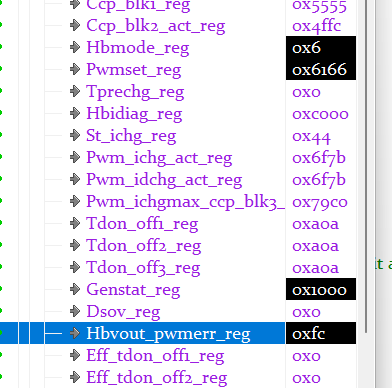 Ccp_blk1_reg 0x5555
Ccp_blk2_act_reg 0x4ffc
Hbmode_reg 0x6
Pwmset_reg 0x6166
Tprechg_reg 0x0
Hbidiag_reg 0xc000
St_ichg_reg 0x44
Pwm_ichg_act_reg 0x6f7b
Pwm_idchg_act_reg 0x6f7b
Pwm_ichgmax_ccp_blk3_ 0x79c0
Tdon_off1_reg 0xa0a
Tdon_off2_reg 0xa0a
Tdon_off3_reg 0xa0a
Genstat_reg 0x1000
Dsov_reg 0x0
Hbvout_pwmerr_reg 0xfc
Eff_tdon_off1_reg 0x0
Eff_tdon_off2_reg 0x0